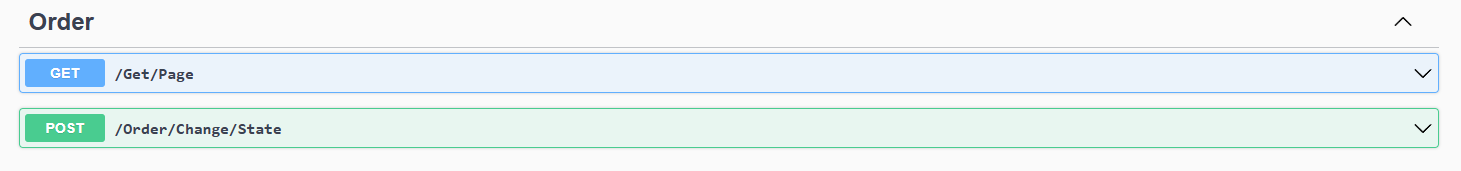 Order
GET /Get/Page
POST /Order/Change/State